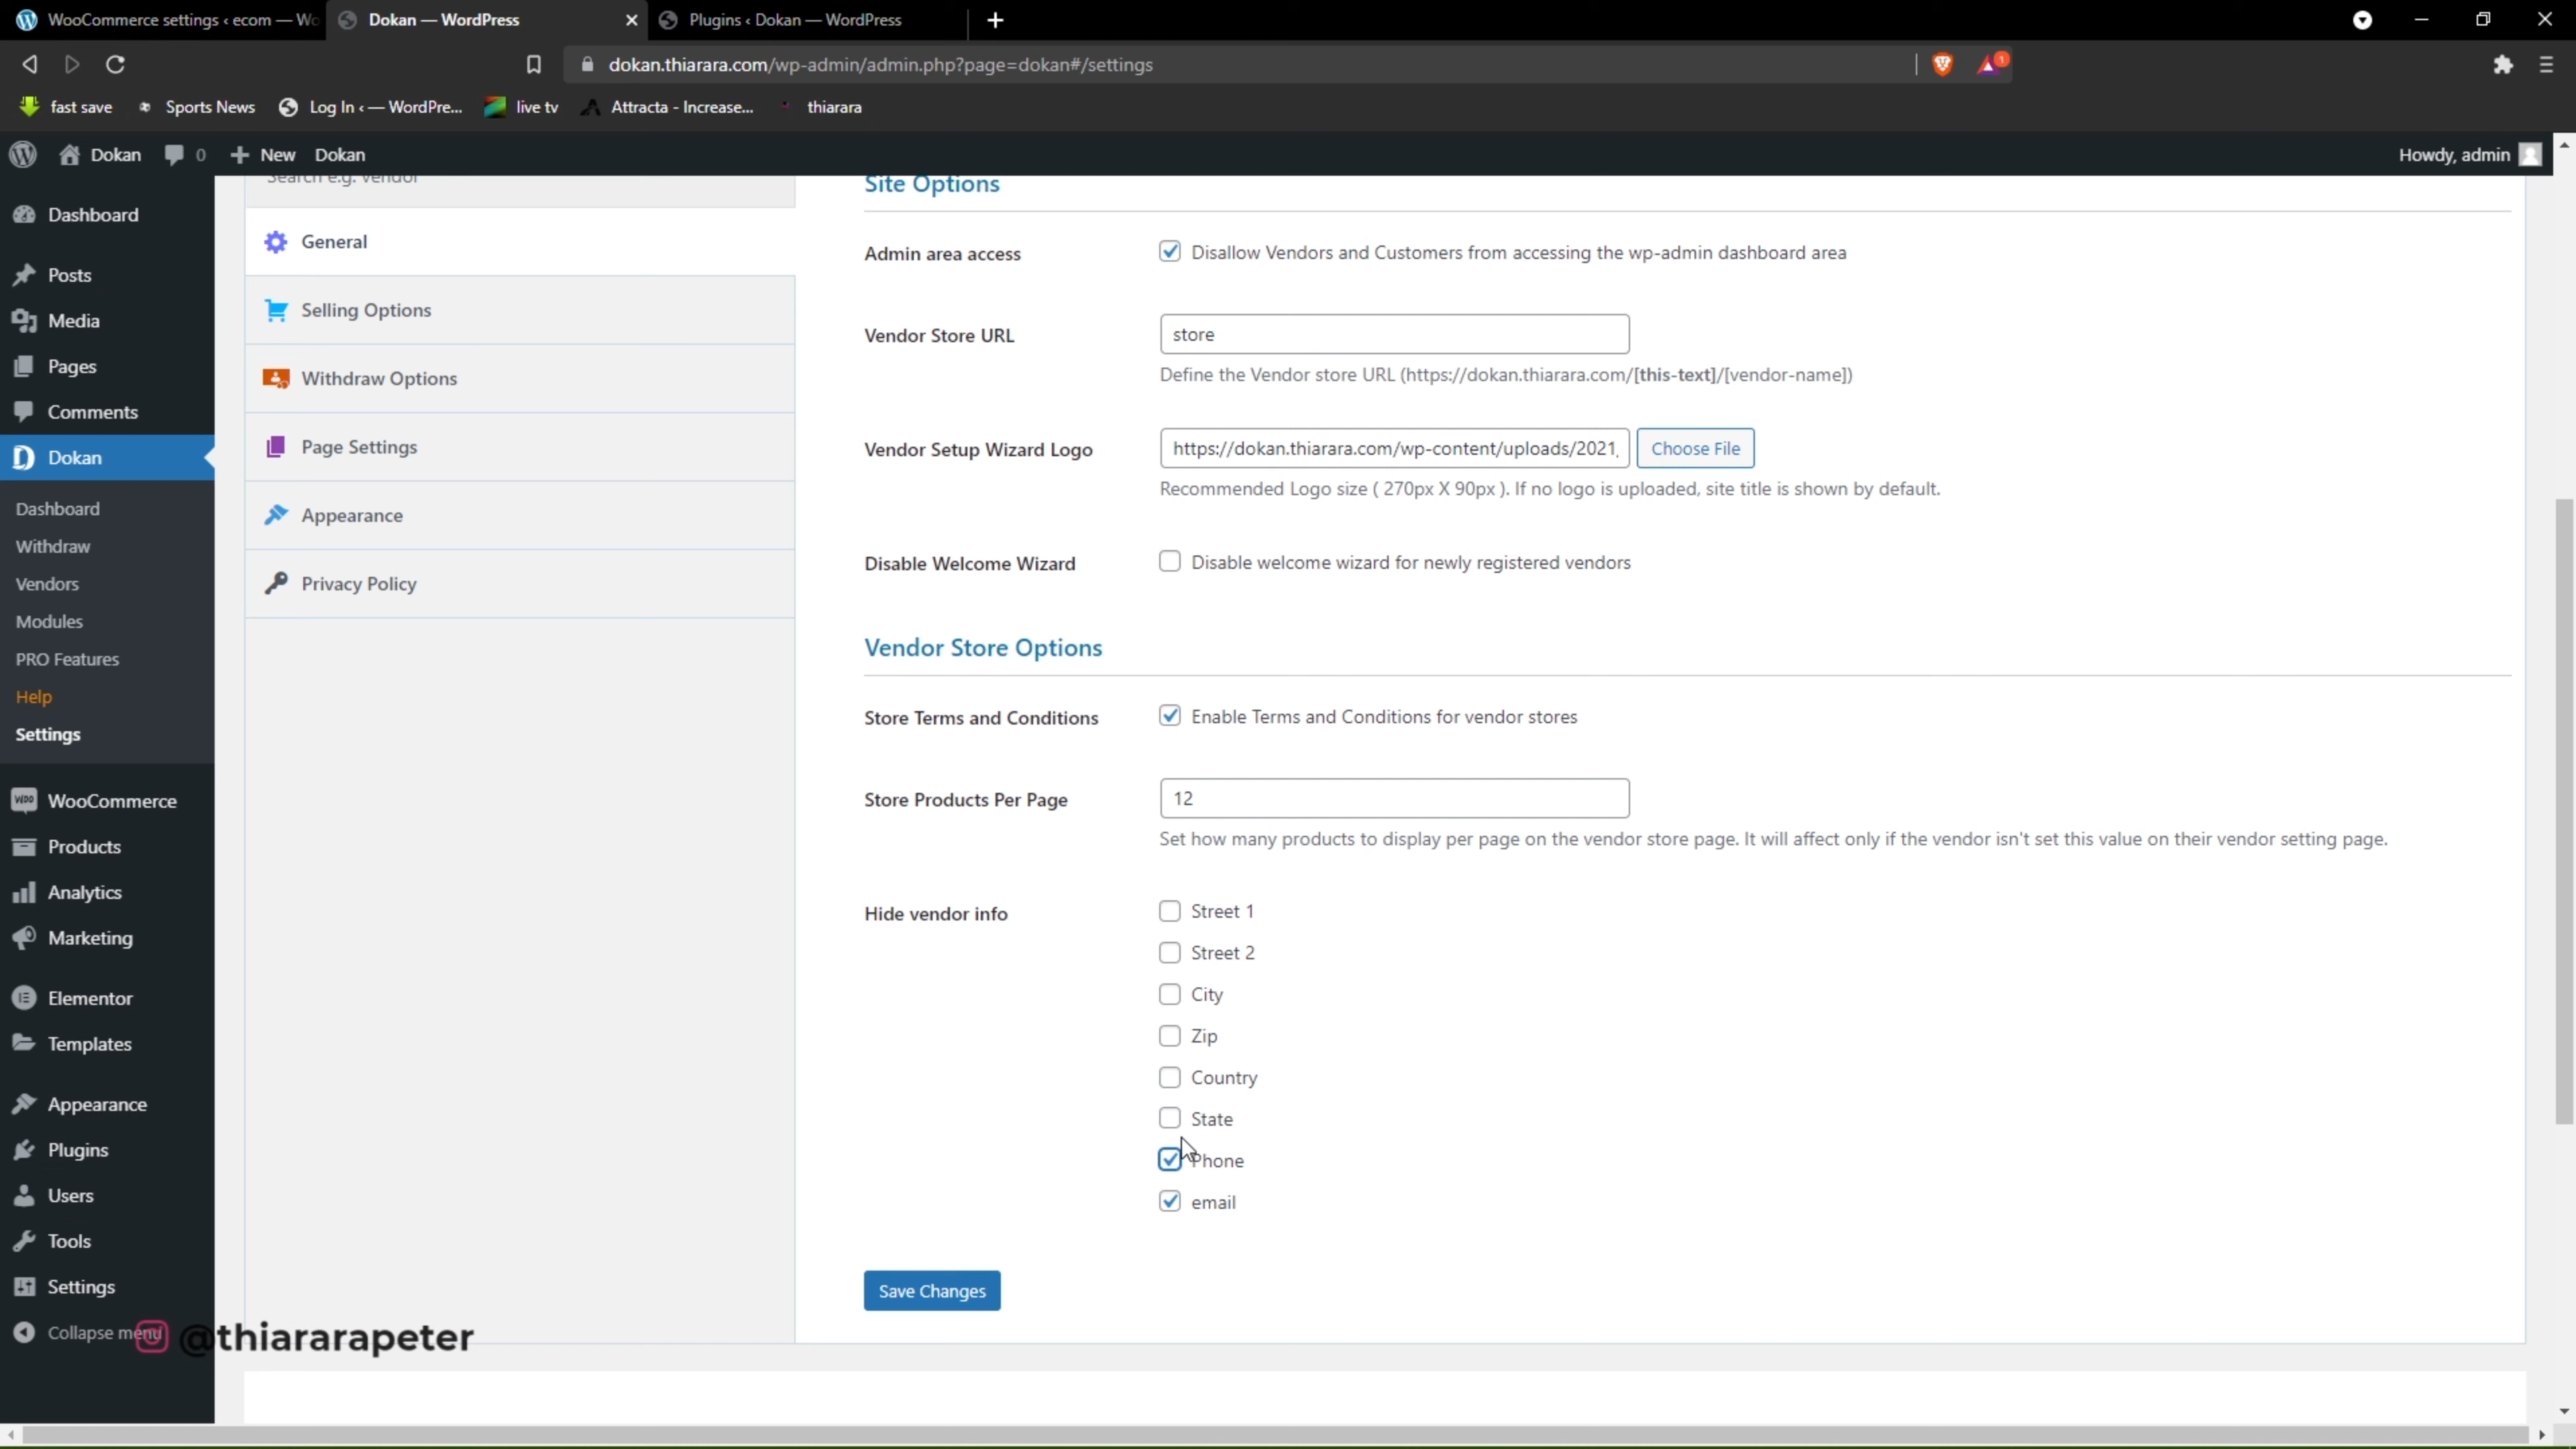 WooCommerce settings ‹ ecom — Wo
Dokan — WordPress
Plugins ‹ Dokan — WordPress
dokan.thiarara.com/wp-admin/admin.php?page=dokan#/settings
1
fast save
Sports News
Log In ‹ — WordPre...
live tv
Attracta - Increase...
thiarara
Dokan
0
New
Dokan
Howdy, admin
Dashboard
Posts
Media
Pages
Comments
Dokan
Dashboard
Withdraw
Vendors
Modules
PRO Features
Help
Settings
WooCommerce
Products
Analytics
Marketing
Elementor
Templates
Appearance
Plugins
Users
Tools
Settings
Collapse menu
@thiararapeter
Search e.g. vendor
General
Selling Options
Withdraw Options
Page Settings
Appearance
Privacy Policy
Site Options
Admin area access
Disallow Vendors and Customers from accessing the wp-admin dashboard area
Vendor Store URL
store
Define the Vendor store URL (https://dokan.thiarara.com/[this-text]/[vendor-name])
Vendor Setup Wizard Logo
https://dokan.thiarara.com/wp-content/uploads/2021,
Choose File
Recommended Logo size ( 270px X 90px ). If no logo is uploaded, site title is shown by default.
Disable Welcome Wizard
Disable welcome wizard for newly registered vendors
Vendor Store Options
Store Terms and Conditions
Enable Terms and Conditions for vendor stores
Store Products Per Page
12
Set how many products to display per page on the vendor store page. It will affect only if the vendor isn't set this value on their vendor setting page.
Hide vendor info
Street 1
Street 2
City
Zip
Country
State
Phone
email
Save Changes